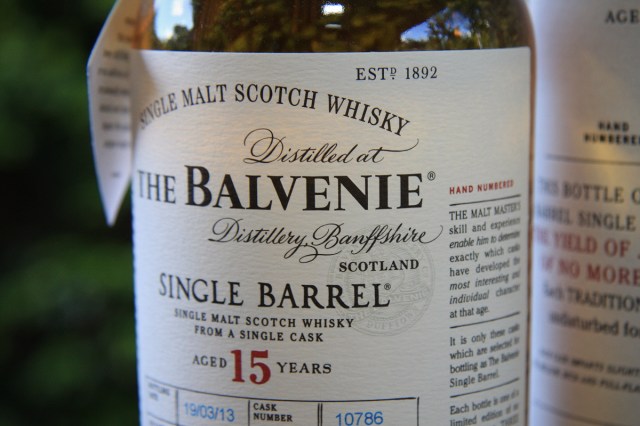 ESTD 1892
SINGLE MALT SCOTCH WHISKY
Distilled at
THE BALVENIE®
Distillery, Banffshire
SCOTLAND
SINGLE BARREL®
SINGLE MALT SCOTCH WHISKY
FROM A SINGLE CASK
AGED 15 YEARS
DATE
19/03/13
CASK
NUMBER
10786
HAND NUMBERED
THE MALT MASTER'S
skill and experience
enable him to determine
exactly which casks
have developed the
most interesting and
individual character
at that age.
It is only these casks
which are selected for
bottling as The Balvenie
Single Barrel.
Each bottle is one of a
limited edition of no
AGE
HAND
NUMBERED
THIS BOTTLE
BARREL SINGLE
YIELD OF
OF NO MORE
Each TRADITION
undisturbed for